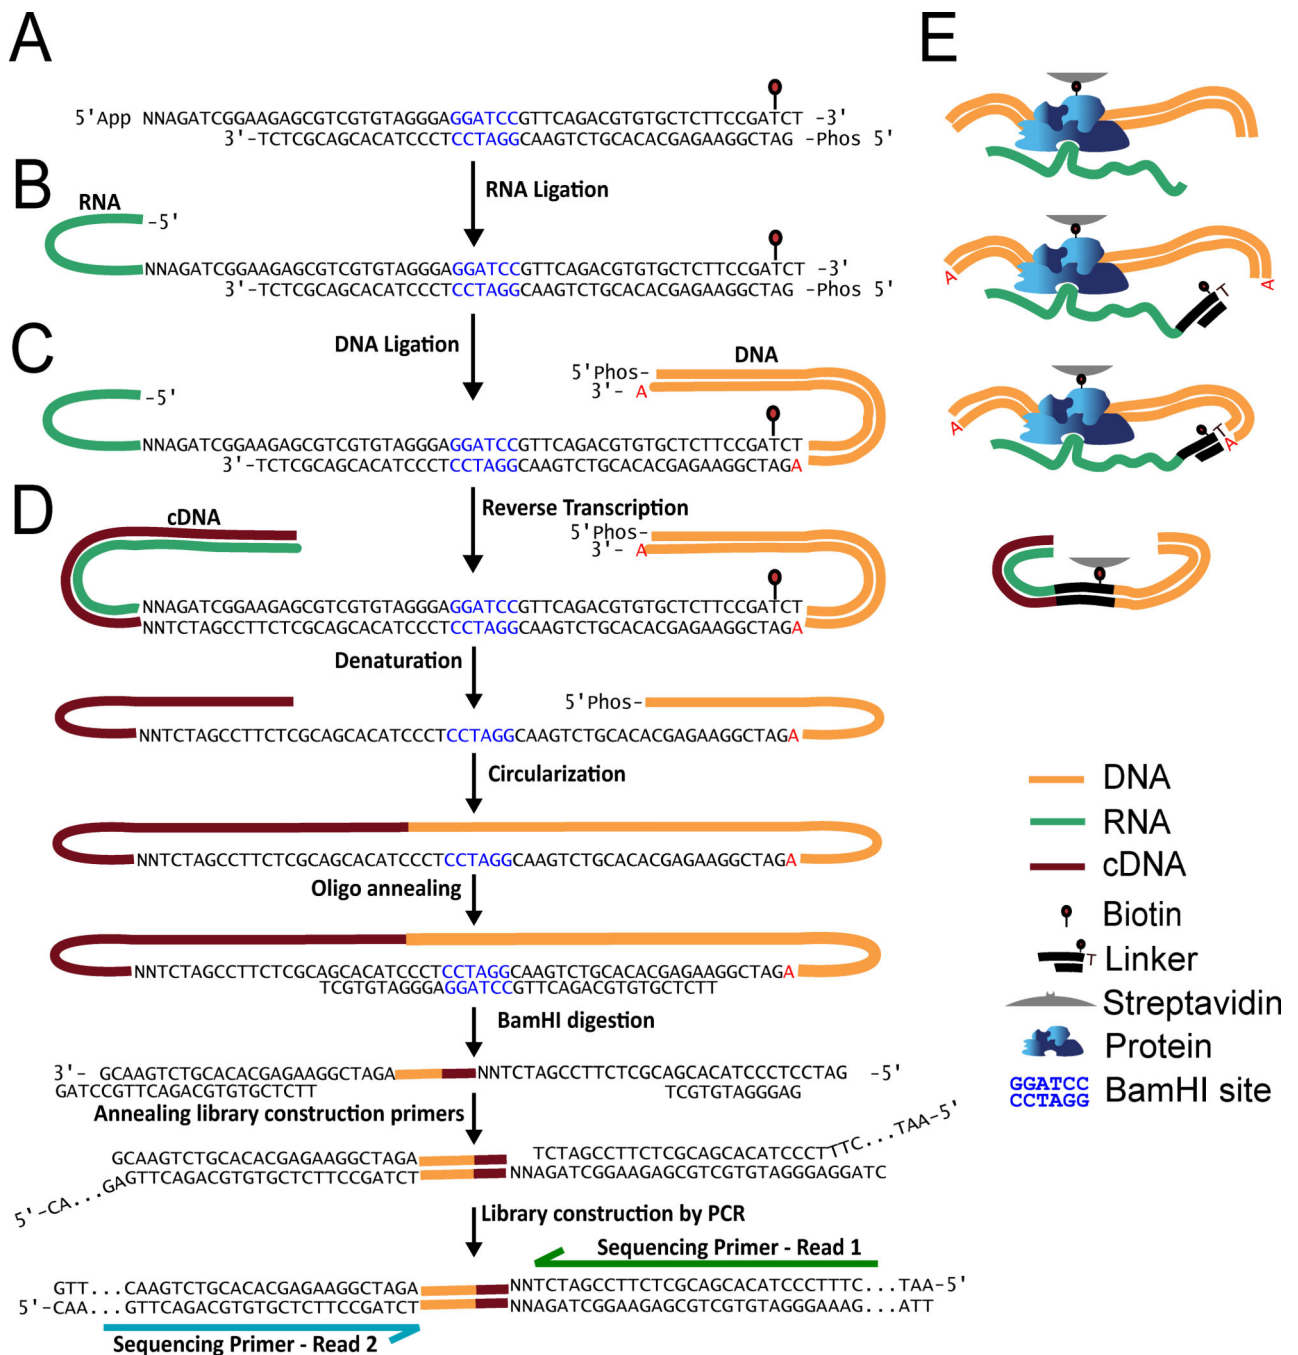 A
E
5'App NNAGATCGGAAGAGCGTCGTGTAGGGAGGATCCGTTCAGACGTGTGCTCTTCCGATCT -3'
3'-TCTCGCAGCACATCCCTCCTAGGCAAGTCTGCACACGAGAAGGCTAG -Phos 5'
B
RNA Ligation
RNA
-5'
NNAGATCGGAAGAGCGTCGTGTAGGGAGGATCCGTTCAGACGTGTGCTCTTCCGATCT -3'
3'-TCTCGCAGCACATCCCTCCTAGGCAAGTCTGCACACGAGAAGGCTAG -Phos 5'
A
A
T
C
DNA Ligation
DNA
5'Phos-
3'- A
-5'
NNAGATCGGAAGAGCGTCGTGTAGGGAGGATCCGTTCAGACGTGTGCTCTTCCGATCT
3'-TCTCGCAGCACATCCCTCCTAGGCAAGTCTGCACACGAGAAGGCTAGA
A
T
A
D
Reverse Transcription
cDNA
5'Phos-
3'- A
NNAGATCGGAAGAGCGTCGTGTAGGGAGGATCCGTTCAGACGTGTGCTCTTCCGATCT
NNTCTAGCCTTCTCGCAGCACATCCCTCCTAGGCAAGTCTGCACACGAGAAGGCTAGA
Denaturation
5'Phos-
NNTCTAGCCTTCTCGCAGCACATCCCTCCTAGGCAAGTCTGCACACGAGAAGGCTAGA
Circularization
NNTCTAGCCTTCTCGCAGCACATCCCTCCTAGGCAAGTCTGCACACGAGAAGGCTAGA
Oligo annealing
NNTCTAGCCTTCTCGCAGCACATCCCTCCTAGGCAAGTCTGCACACGAGAAGGCTAGA
TCGTGTAGGGAGGATCCGTTCAGACGTGTGCTCTT
BamHI digestion
3'- GCAAGTCTGCACACGAGAAGGCTAGA NNTCTAGCCTTCTCGCAGCACATCCCTCCTAG -5'
GATCCGTTCAGACGTGTGCTCTT TCGTGTAGGGAG
Annealing library construction primers
GCAAGTCTGCACACGAGAAGGCTAGA TCTAGCCTTCTCGCAGCACATCCCTTTC...TAA-5'
5'-CA...GAGTTCAGACGTGTGCTCTTCCGATCT NNAGATCGGAAGAGCGTCGTGTAGGGAGGATC
Library construction by PCR
Sequencing Primer - Read 1
GTT...CAAGTCTGCACACGAGAAGGCTAGA NNTCTAGCCTTCTCGCAGCACATCCCTTTC...TAA-5'
5'-CAA...GTTCAGACGTGTGCTCTTCCGATCT NNAGATCGGAAGAGCGTCGTGTAGGGAAAG...ATT
Sequencing Primer - Read 2
DNA
RNA
cDNA
Biotin
T Linker
Streptavidin
Protein
GGATCC
CCTAGG
BamHI site